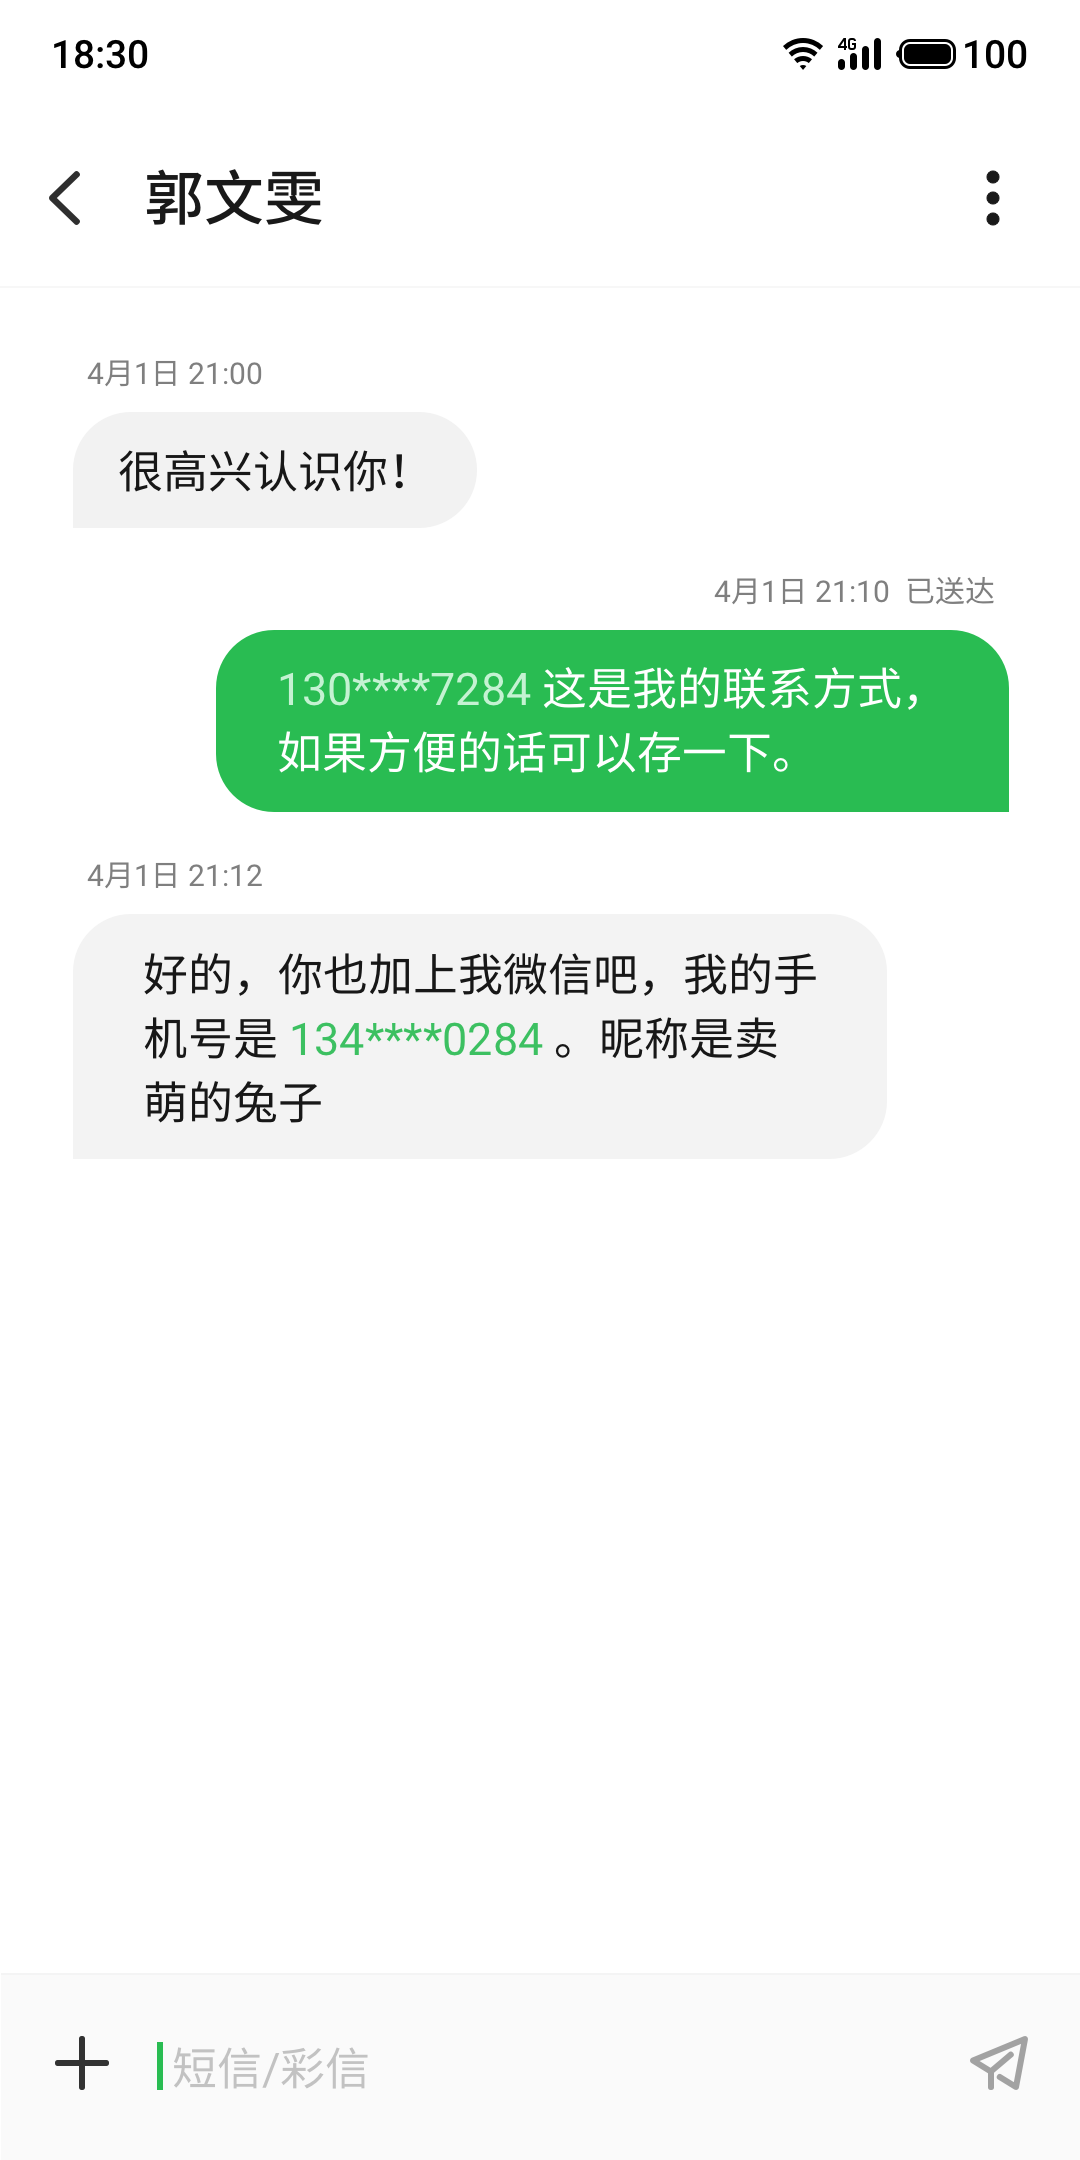 18:30 4G 100
郭文雯
4月1日 21:00
很高兴认识你！
4月1日 21:10 已送达
130****7284 这是我的联系方式，
如果方便的话可以存一下。
4月1日 21:12
好的，你也加上我微信吧，我的手
机号是 134****0284 。昵称是卖
萌的兔子
短信/彩信